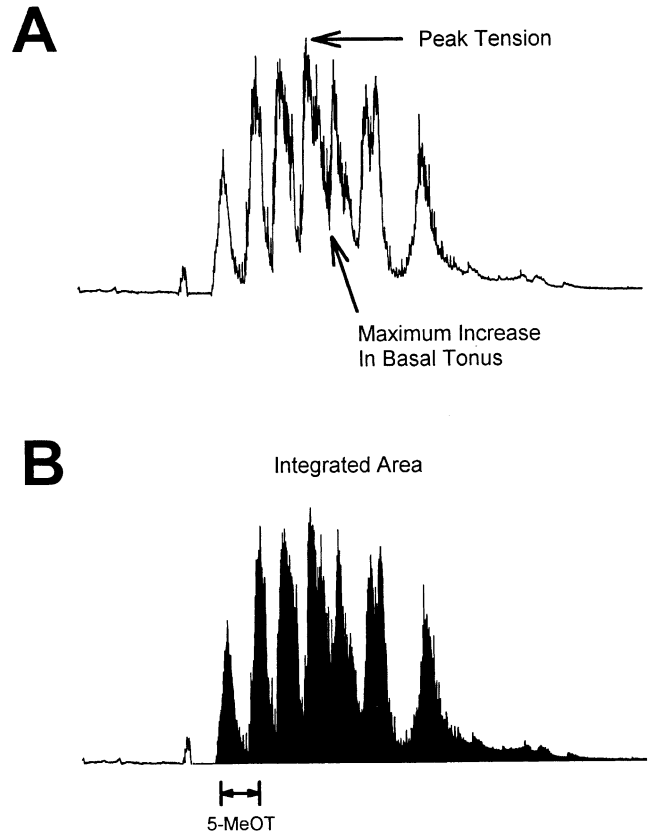 A
Peak Tension
Maximum Increase
In Basal Tonus
B
Integrated Area
5-MeOT